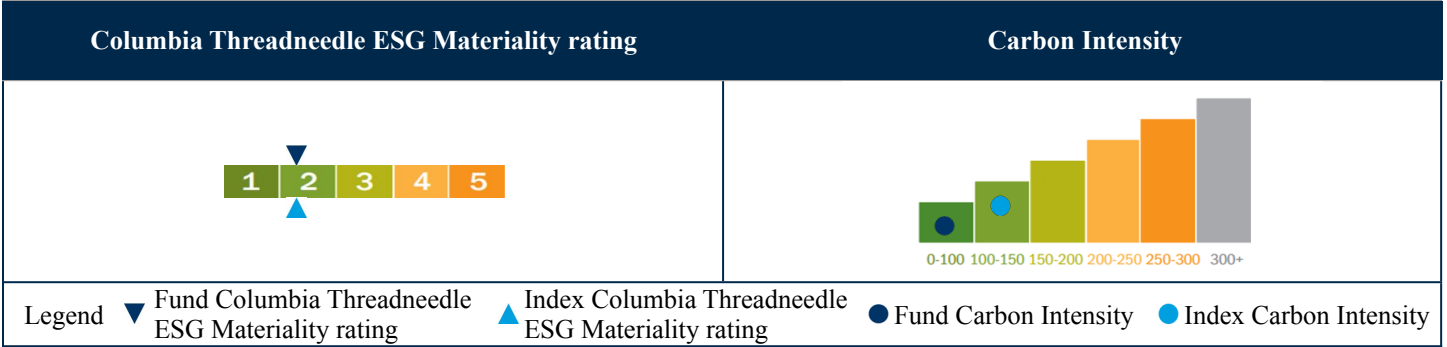 Columbia Threadneedle ESG Materiality rating
Carbon Intensity
1 2 3 4 5
0-100 100-150 150-200 200-250 250-300 300+
Legend
Fund Columbia Threadneedle
ESG Materiality rating
Index Columbia Threadneedle
ESG Materiality rating
Fund Carbon Intensity
Index Carbon Intensity